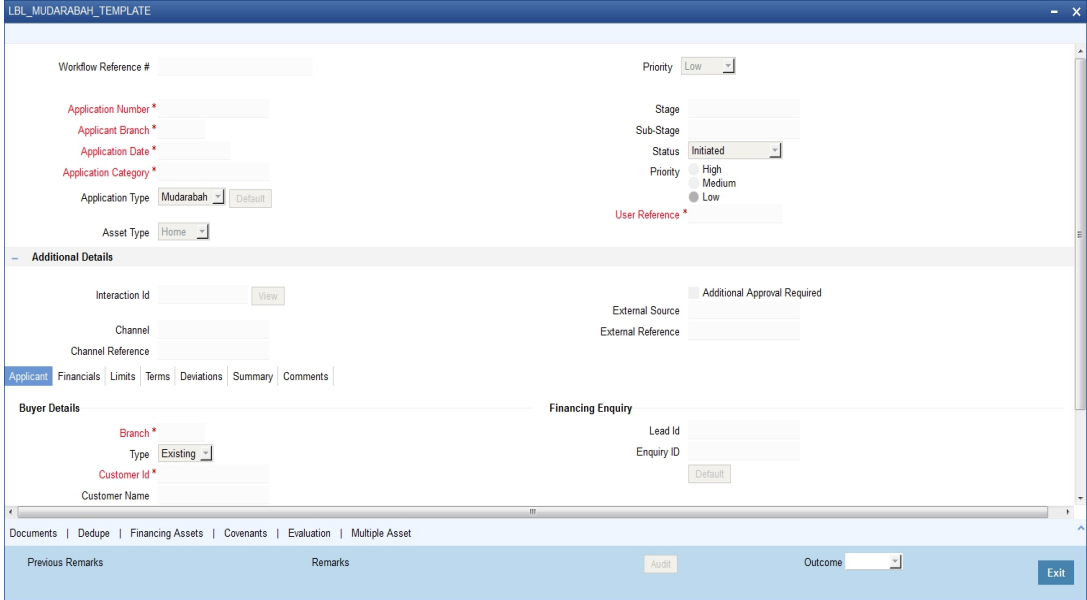 LBL_MUDARABAH_TEMPLATE
Workflow Reference #
Priority Low
Application Number *
Stage
Applicant Branch *
Sub-Stage
Application Date *
Status Initiated
Application Category *
Priority High
Medium
Low
Application Type Mudarabah Default
User Reference *
Asset Type Home
Additional Details
Interaction Id View
Additional Approval Required
External Source
Channel
External Reference
Channel Reference
Applicant Financials Limits Terms Deviations Summary Comments
Buyer Details
Financing Enquiry
Branch *
Lead Id
Type Existing
Enquiry ID
Customer Id *
Default
Customer Name
Documents | Dedupe | Financing Assets | Covenants | Evaluation | Multiple Asset
Previous Remarks Remarks Audit Outcome
Exit